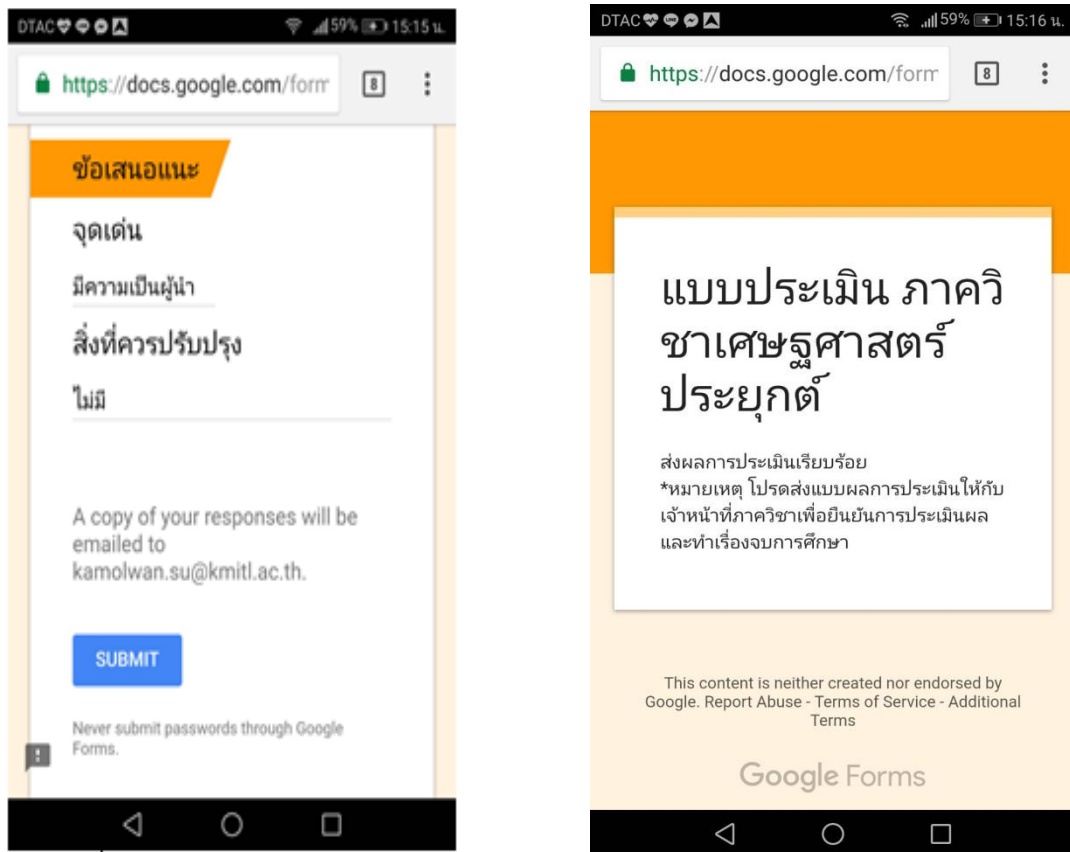 DTAC 59% 15:15 น.
https://docs.google.com/form 8
ข้อเสนอแนะ
จุดเด่น
มีความเป็นผู้นำ
สิ่งที่ควรปรับปรุง
ไม่มี
A copy of your responses will be
emailed to
kamolwan.su@kmitl.ac.th.
SUBMIT
Never submit passwords through Google
Forms.
DTAC 59% 15:16 น.
https://docs.google.com/form 8
แบบประเมิน ภาควิ
ชาเศษฐศาสตร์
ประยุกต์
ส่งผลการประเมินเรียบร้อย
*หมายเหตุ โปรดส่งแบบผลการประเมินให้กับ
เจ้าหน้าที่ภาควิชาเพื่อยืนยันการประเมินผล
และทำเรื่องจบการศึกษา
This content is neither created nor endorsed by
Google. Report Abuse - Terms of Service - Additional
Terms
Google Forms